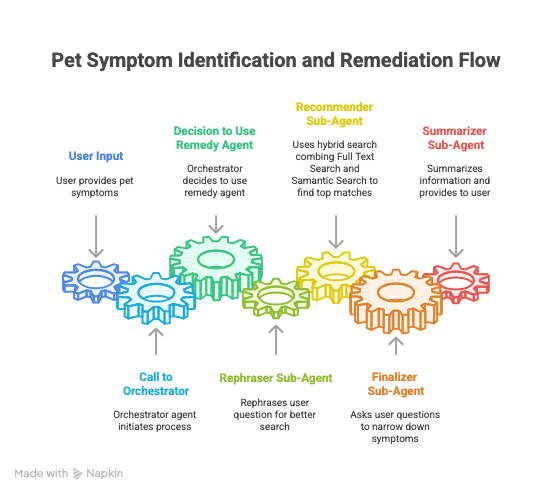 Pet Symptom Identification and Remediation Flow
User Input
User provides pet
symptoms
Call to
Orchestrator
Orchestrator agent
initiates process
Decision to Use
Remedy Agent
Orchestrator
decides to use
remedy agent
Rephraser Sub-Agent
Rephrases user
question for better
search
Recommender
Sub-Agent
Uses hybrid search
combing Full Text
Search and
Samantic Search to
find top matches
Finalizer
Sub-Agent
Asks user questions
to narrow down
symptoms
Summarizer
Sub-Agent
Summarizes
information and
provides to user
Made with Napkin